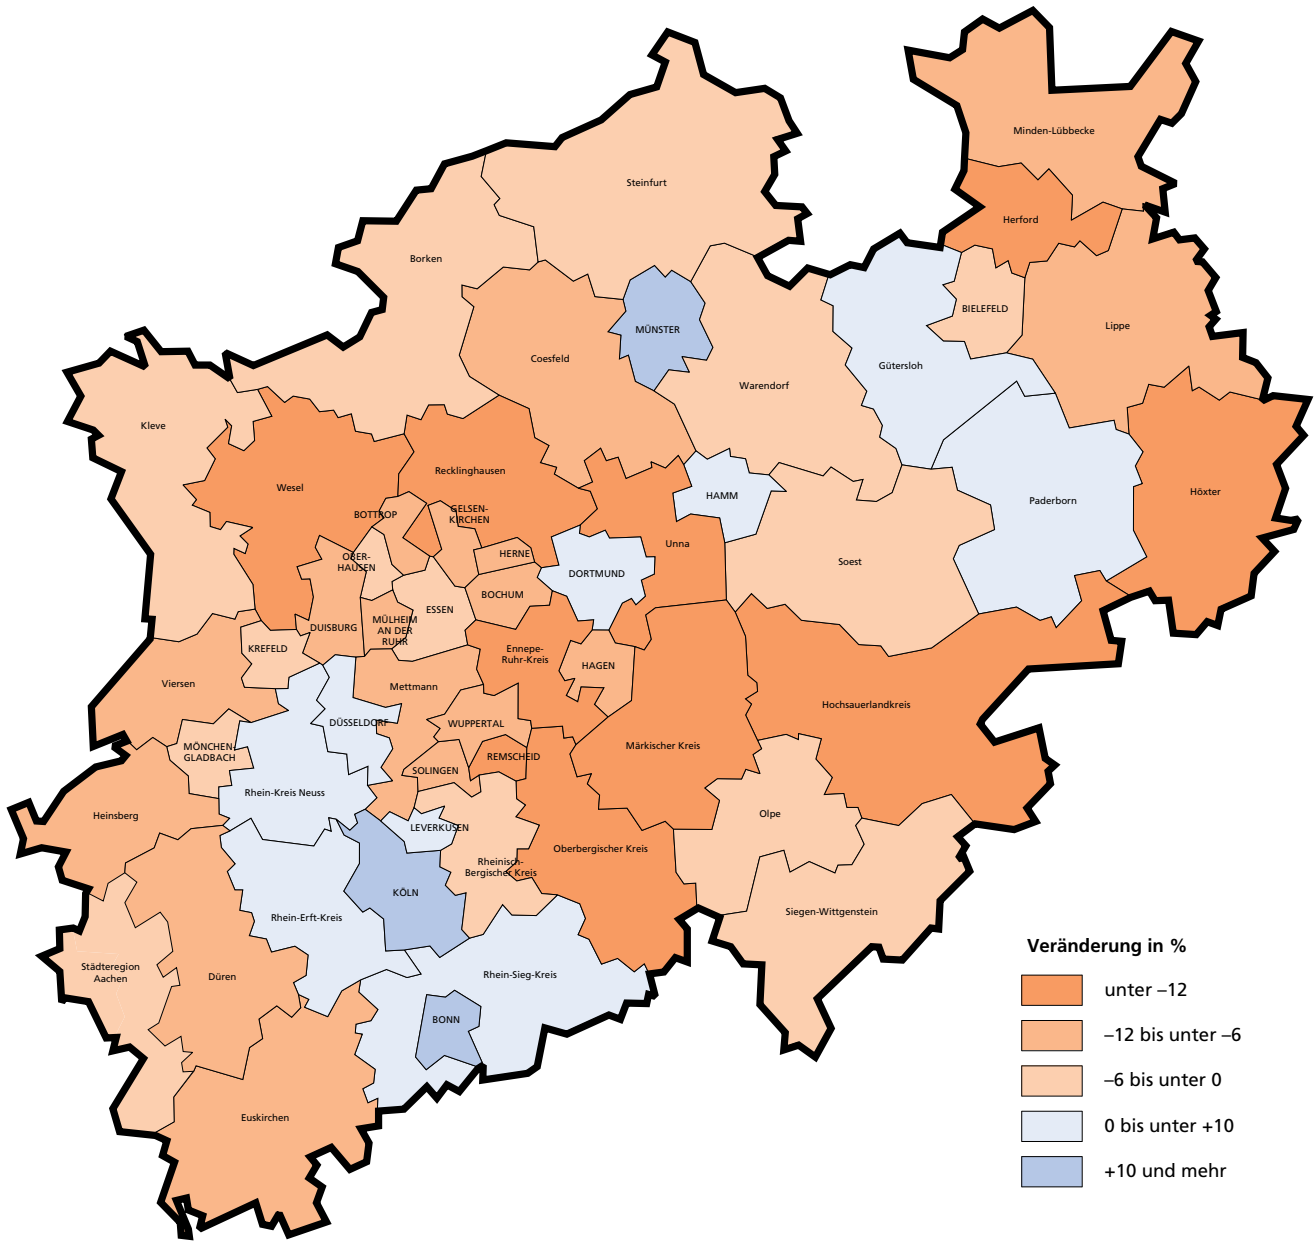 Minden-Lübbecke
Steinfurt
Herford
Borken
BIELEFELD
Lippe
MÜNSTER
Coesfeld
Gütersloh
Warendorf
Kleve
Recklinghausen
Wesel
HAMM
Paderborn
Höxter
BOTTROP
GELSEN-
KIRCHEN
Unna
HERNE
OBER-
HAUSEN
DORTMUND
Soest
BOCHUM
ESSEN
DUISBURG
MÜLHEIM
AN DER
RUHR
KREFELD
Ennepe-
Ruhr-Kreis
HAGEN
Viersen
Mettmann
Hochsauerlandkreis
DÜSSELDORF
WUPPERTAL
MÖNCHEN-
GLADBACH
Märkischer Kreis
REMSCHEID
SOLINGEN
Rhein-Kreis Neuss
Heinsberg
Olpe
LEVERKUSEN
Oberbergischer Kreis
Rheinisch-
Bergischer Kreis
KÖLN
Rhein-Erft-Kreis
Siegen-Wittgenstein
Städteregion
Aachen
Düren
Rhein-Sieg-Kreis
BONN
Euskirchen
Veränderung in %
unter –12
–12 bis unter –6
–6 bis unter 0
0 bis unter +10
+10 und mehr